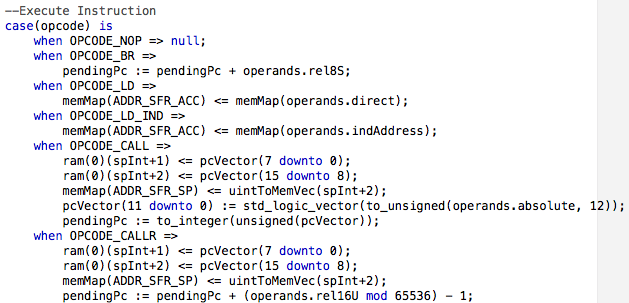 --Execute Instruction
case(opcode) is
    when OPCODE_NOP => null;
    when OPCODE_BR =>
        pendingPc := pendingPc + operands.rel8S;
    when OPCODE_LD =>
        memMap(ADDR_SFR_ACC) <= memMap(operands.direct);
    when OPCODE_LD_IND =>
        memMap(ADDR_SFR_ACC) <= memMap(operands.indAddress);
    when OPCODE_CALL =>
        ram(0)(spInt+1) <= pcVector(7 downto 0);
        ram(0)(spInt+2) <= pcVector(15 downto 8);
        memMap(ADDR_SFR_SP) <= uintToMemVec(spInt+2);
        pcVector(11 downto 0) := std_logic_vector(to_unsigned(operands.absolute, 12));
        pendingPc := to_integer(unsigned(pcVector));
    when OPCODE_CALLR =>
        ram(0)(spInt+1) <= pcVector(7 downto 0);
        ram(0)(spInt+2) <= pcVector(15 downto 8);
        memMap(ADDR_SFR_SP) <= uintToMemVec(spInt+2);
        pendingPc := pendingPc + (operands.rel16U mod 65536) - 1;